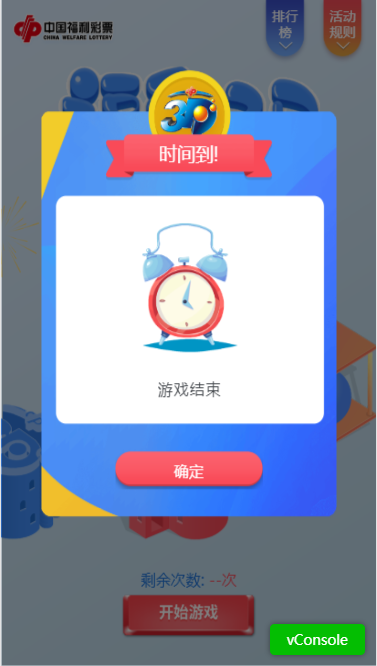 中国福利彩票
CHINA WELFARE LOTTERY
排行
榜
活动
规则
3D
时间到!
游戏结束
确定
剩余次数: --次
开始游戏
vConsole